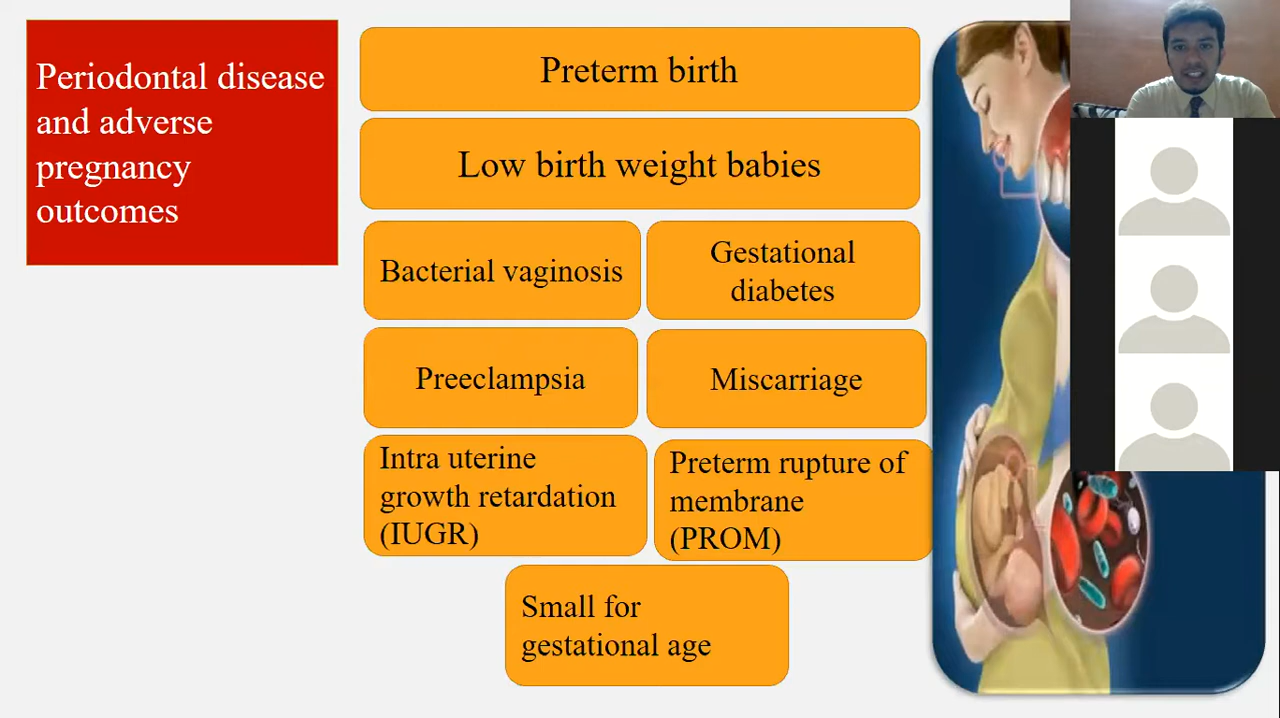 Periodontal disease
and adverse
pregnancy
outcomes
Preterm birth
Low birth weight babies
Bacterial vaginosis
Gestational
diabetes
Preeclampsia
Miscarriage
Intra uterine
growth retardation
(IUGR)
Preterm rupture of
membrane
(PROM)
Small for
gestational age